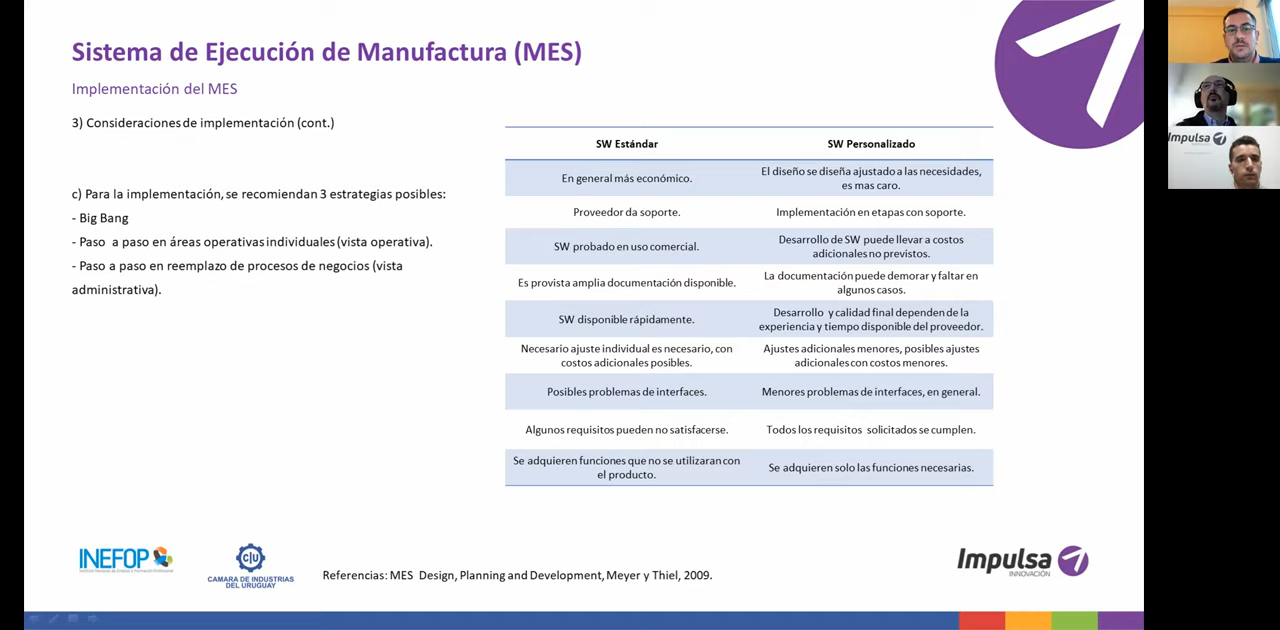 Sistema de Ejecución de Manufactura (MES)
Implementación del MES
3) Consideraciones de implementación (cont.)
c) Para la implementación, se recomiendan 3 estrategias posibles:
- Big Bang
- Paso a paso en áreas operativas individuales (vista operativa).
- Paso a paso en reemplazo de procesos de negocios (vista
administrativa).
SW Estándar
SW Personalizado
En general más económico.
El diseño se diseña ajustado a las necesidades,
es mas caro.
Proveedor da soporte.
Implementación en etapas con soporte.
SW probado en uso comercial.
Desarrollo de SW puede llevar a costos
adicionales no previstos.
Es provista amplia documentación disponible.
La documentación puede demorar y faltar en
algunos casos.
SW disponible rápidamente.
Desarrollo y calidad final dependen de la
experiencia y tiempo disponible del proveedor.
Necesario ajuste individual es necesario, con
costos adicionales posibles.
Ajustes adicionales menores, posibles ajustes
adicionales con costos menores.
Posibles problemas de interfaces.
Menores problemas de interfaces, en general.
Algunos requisitos pueden no satisfacerse.
Todos los requisitos solicitados se cumplen.
Se adquieren funciones que no se utilizaran con
el producto.
Se adquieren solo las funciones necesarias.
INEFOP
CIU
CAMARA DE INDUSTRIAS
DEL URUGUAY
Referencias: MES Design, Planning and Development, Meyer y Thiel, 2009.
Impulsa
INNOVACIÓN
Impulsa